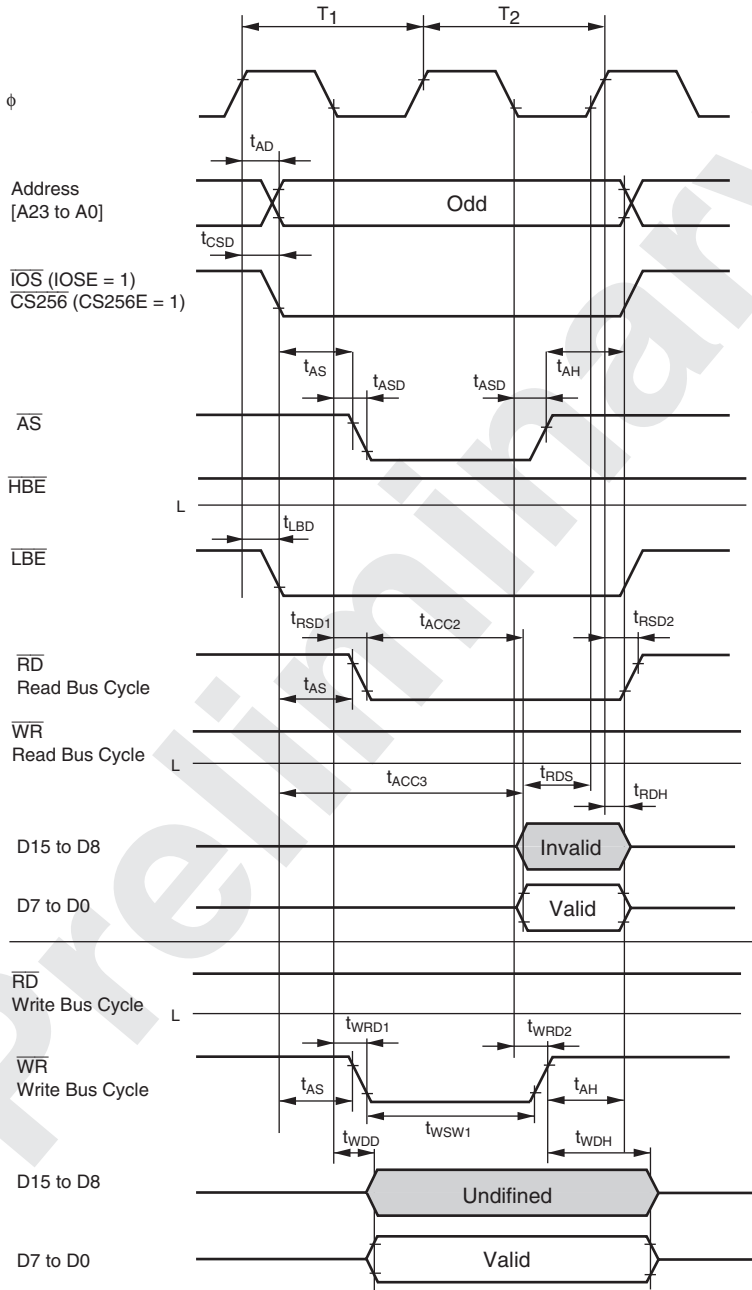 T1 T2
ϕ
tAD
Address
[A23 to A0]
Odd
tCSD
IOS (IOSE = 1)
CS256 (CS256E = 1)
tAS tAH
tASD tASD
AS
HBE
L
tLBD
LBE
tRSD1 tACC2 tRSD2
RD
Read Bus Cycle
tAS
WR
Read Bus Cycle
L
tACC3 tRDS
tRDH
D15 to D8
Invalid
D7 to D0
Valid
RD
Write Bus Cycle
L
tWRD1 tWRD2
WR
Write Bus Cycle
tAS tAH
tWSW1
tWDD tWDH
D15 to D8
Undifined
D7 to D0
Valid
Preliminary